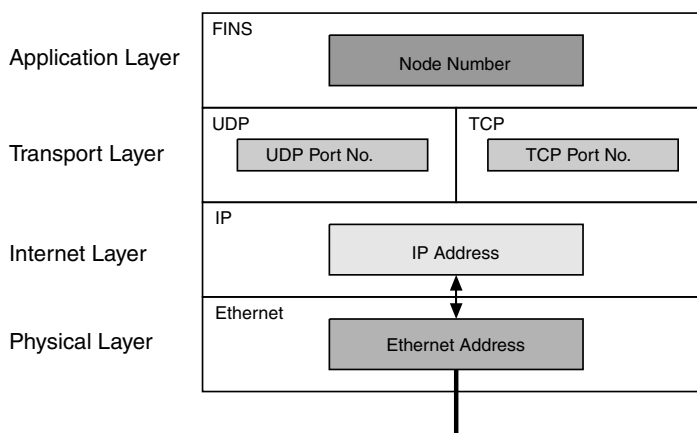 FINS
Application Layer
Node Number
UDP
TCP
Transport Layer
UDP Port No.
TCP Port No.
IP
Internet Layer
IP Address
Ethernet
Physical Layer
Ethernet Address